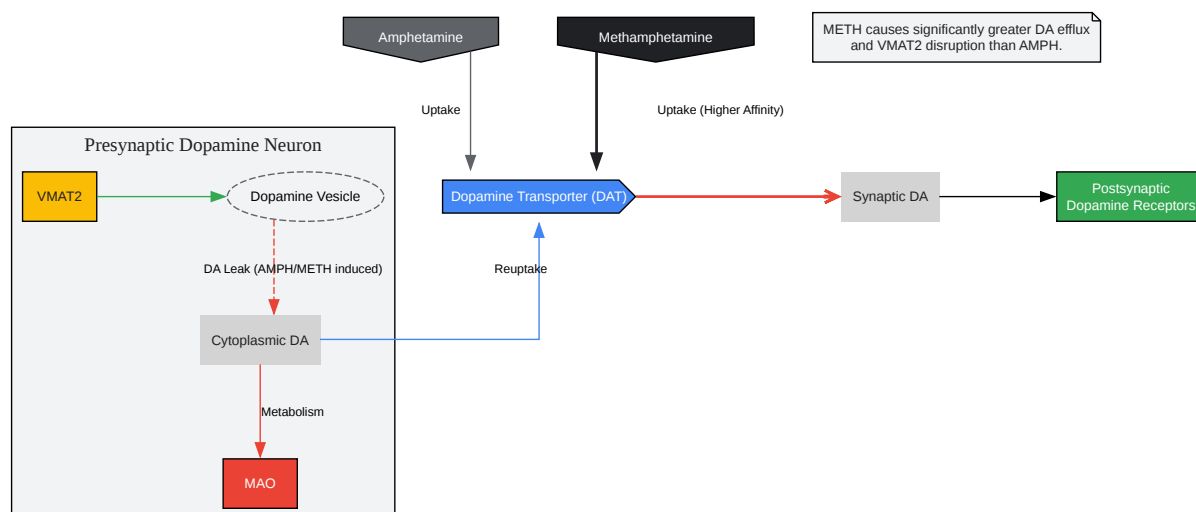 Amphetamine
Methamphetamine
METH causes significantly greater DA efflux
and VMAT2 disruption than AMPH.
Uptake
Uptake (Higher Affinity)
Presynaptic Dopamine Neuron
VMAT2
Dopamine Vesicle
Dopamine Transporter (DAT)
Synaptic DA
Postsynaptic
Dopamine Receptors
DA Leak (AMPH/METH induced)
Reuptake
Cytoplasmic DA
Metabolism
MAO